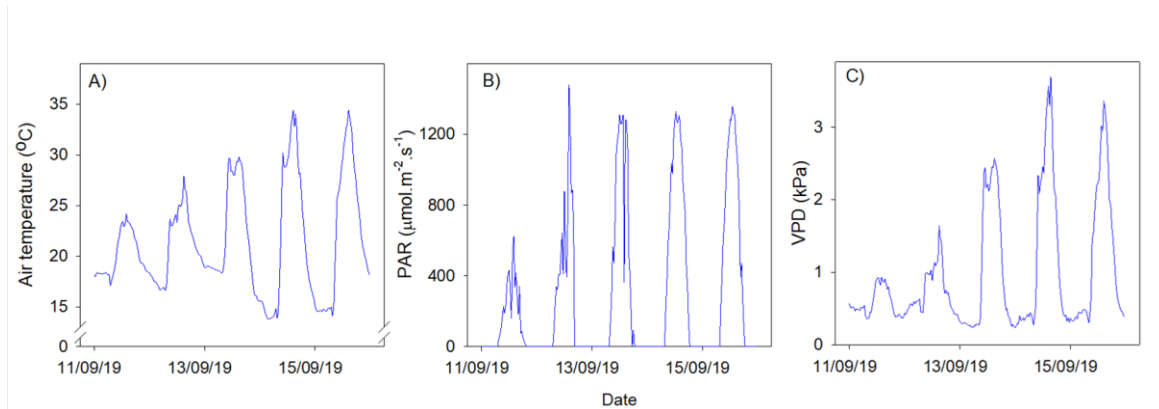 A)
Air temperature (ºC)
35
30
25
20
15
0
11/09/19 13/09/19 15/09/19
B)
PAR (μmol.m-2.s-1)
1200
800
400
0
11/09/19 13/09/19 15/09/19
Date
C)
VPD (kPa)
3
2
1
0
11/09/19 13/09/19 15/09/19